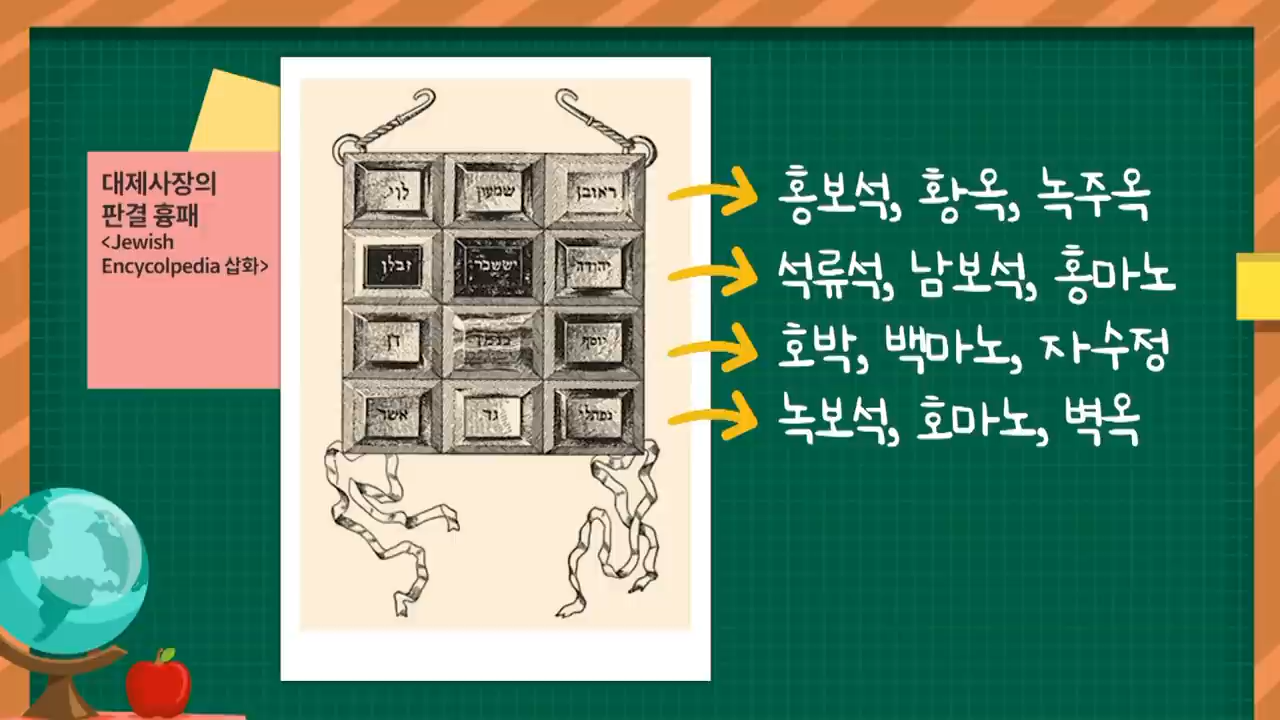 대제사장의
판결 흉패
<Jewish
Encycolpedia 삽화>
לוי
שמעון
ראובן
זבלן
יששכר
יהודה
דן
בנימן
יוסף
אשר
גד
נפתלי
홍보석, 황옥, 녹주옥
석류석, 남보석, 홍마노
호박, 백마노, 자수정
녹보석, 호마노, 벽옥